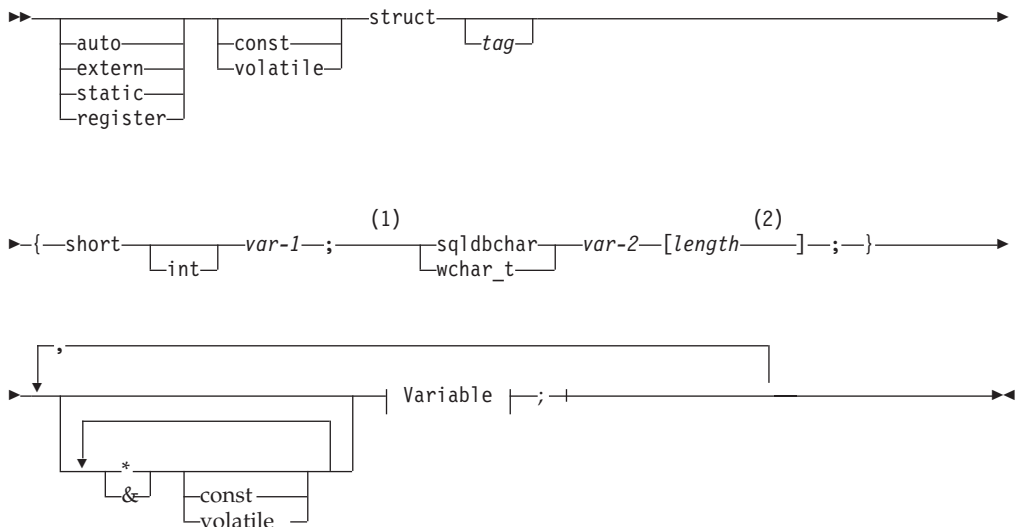 struct
auto const tag
extern volatile
static
register
(1) (2)
{ short var-1 ; sqldbchar var-2 [ length ] ; }
int wchar_t
,
Variable ;
*
& const
volatile